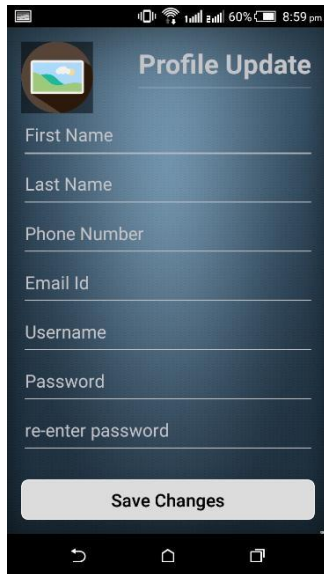 60% 8:59 pm
Profile Update
First Name
Last Name
Phone Number
Email Id
Username
Password
re-enter password
Save Changes